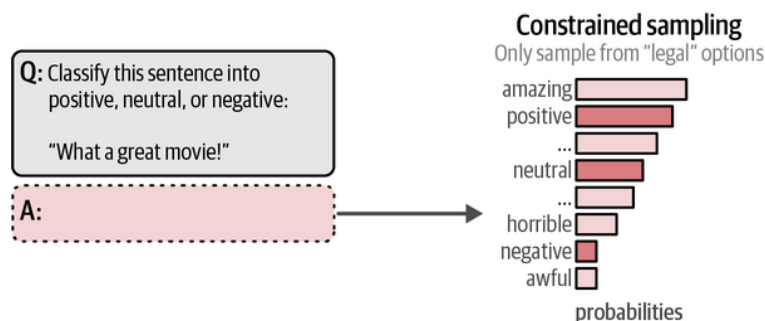 Constrained sampling
Only sample from “legal” options
Q: Classify this sentence into
positive, neutral, or negative:
“What a great movie!”
A:
amazing
positive
...
neutral
...
horrible
negative
awful
probabilities